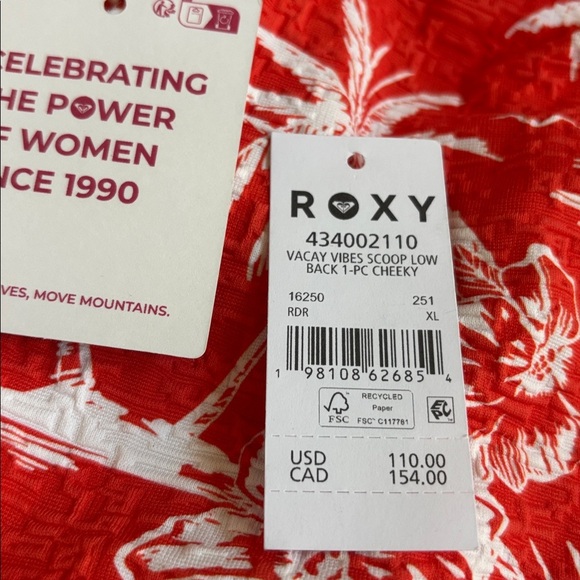 CELEBRATING
HE POWER
F WOMEN
NCE 1990
VES, MOVE MOUNTAINS.
ROXY
434002110
VACAY VIBES SCOOP LOW
BACK 1-PC CHEEKY
16250 251
RDR XL
1 98108 62685 4
FSC
RECYCLED
Paper
FSC™ C117761
USD 110.00
CAD 154.00